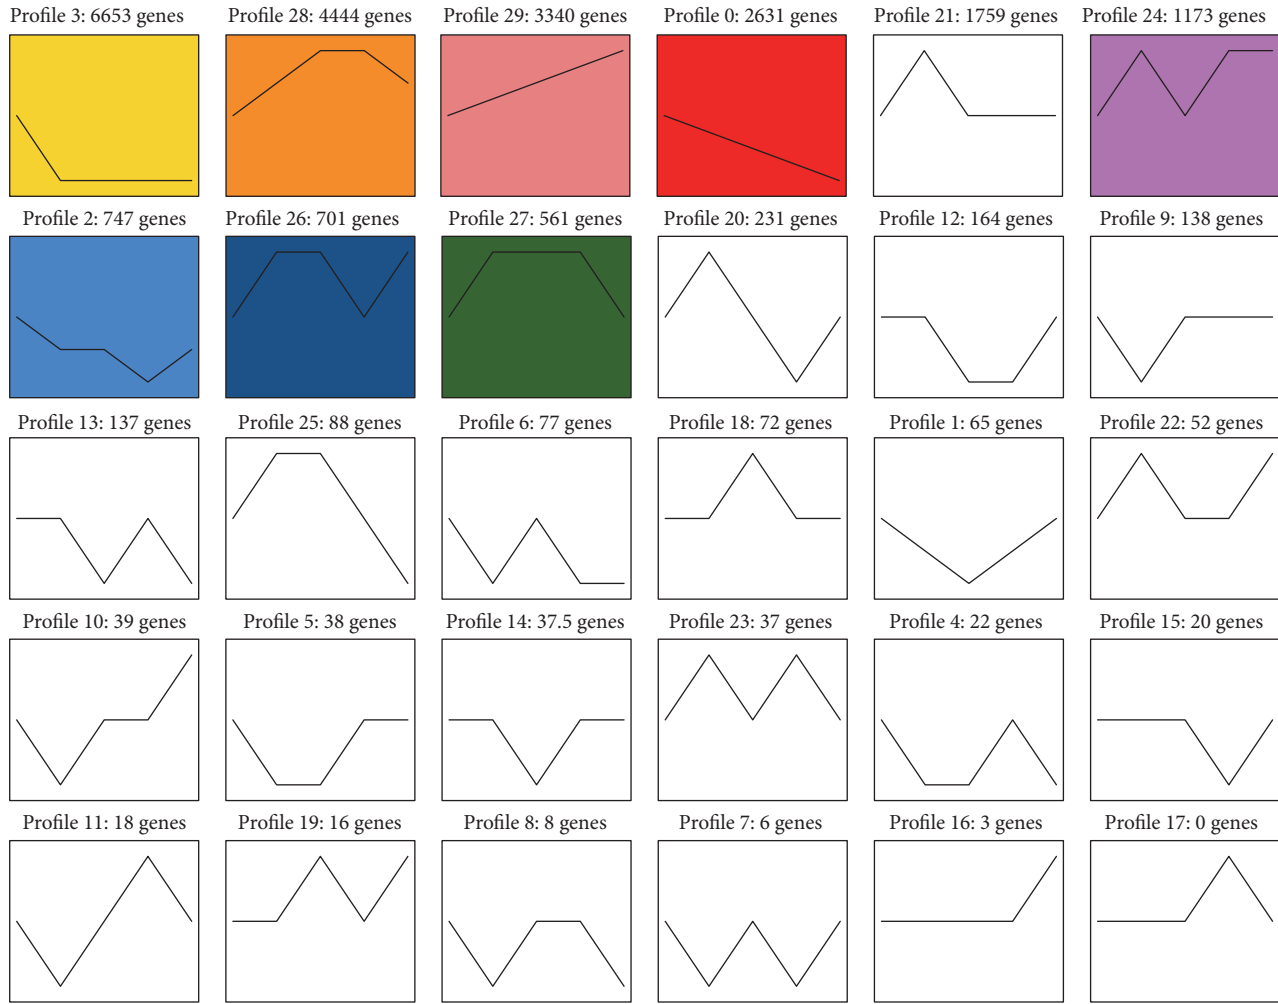 Profile 3: 6653 genes
Profile 28: 4444 genes
Profile 29: 3340 genes
Profile 0: 2631 genes
Profile 21: 1759 genes
Profile 24: 1173 genes
Profile 2: 747 genes
Profile 26: 701 genes
Profile 27: 561 genes
Profile 20: 231 genes
Profile 12: 164 genes
Profile 9: 138 genes
Profile 13: 137 genes
Profile 25: 88 genes
Profile 6: 77 genes
Profile 18: 72 genes
Profile 1: 65 genes
Profile 22: 52 genes
Profile 10: 39 genes
Profile 5: 38 genes
Profile 14: 37.5 genes
Profile 23: 37 genes
Profile 4: 22 genes
Profile 15: 20 genes
Profile 11: 18 genes
Profile 19: 16 genes
Profile 8: 8 genes
Profile 7: 6 genes
Profile 16: 3 genes
Profile 17: 0 genes